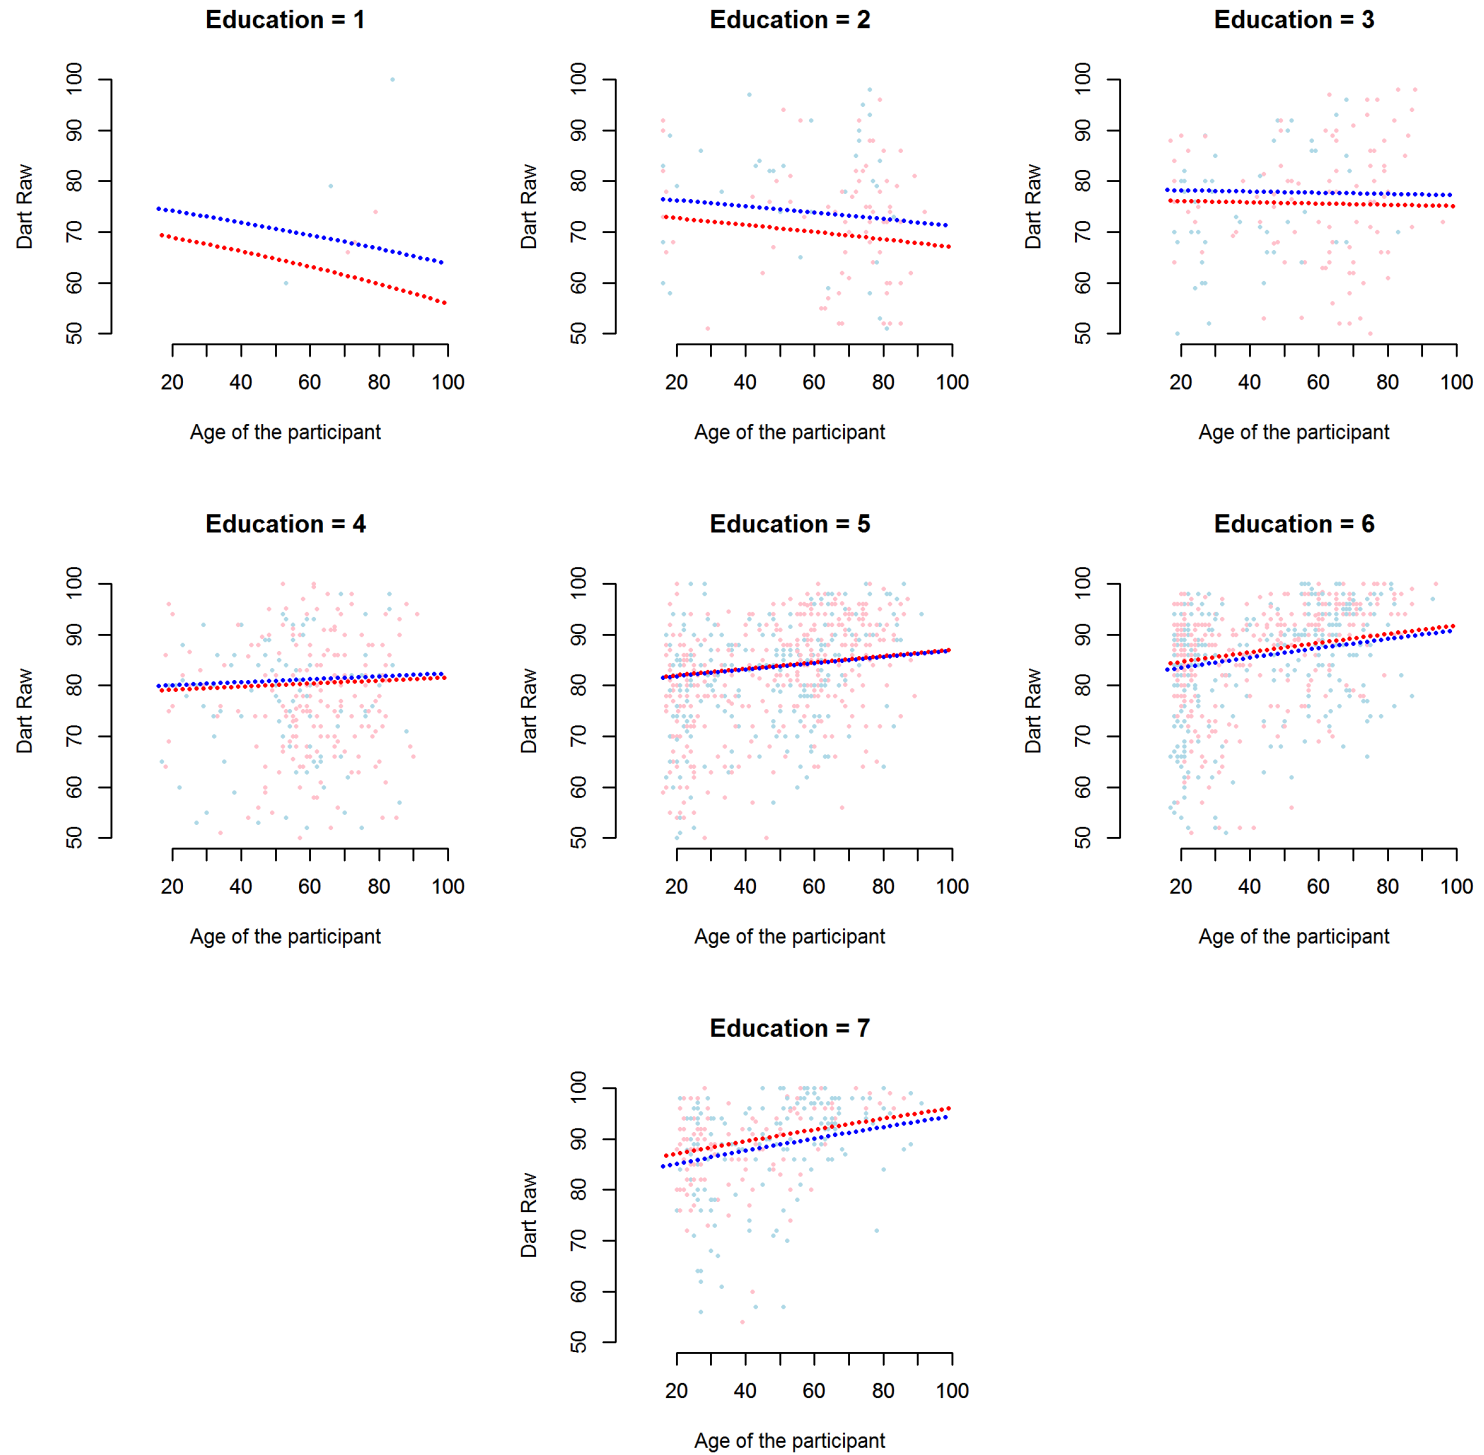 Education = 1
Education = 2
Education = 3
Dart Raw
50 60 70 80 90 100
20 40 60 80 100
Age of the participant
Dart Raw
50 60 70 80 90 100
20 40 60 80 100
Age of the participant
Dart Raw
50 60 70 80 90 100
20 40 60 80 100
Age of the participant
Education = 4
Education = 5
Education = 6
Dart Raw
50 60 70 80 90 100
20 40 60 80 100
Age of the participant
Dart Raw
50 60 70 80 90 100
20 40 60 80 100
Age of the participant
Dart Raw
50 60 70 80 90 100
20 40 60 80 100
Age of the participant
Education = 7
Dart Raw
50 60 70 80 90 100
20 40 60 80 100
Age of the participant